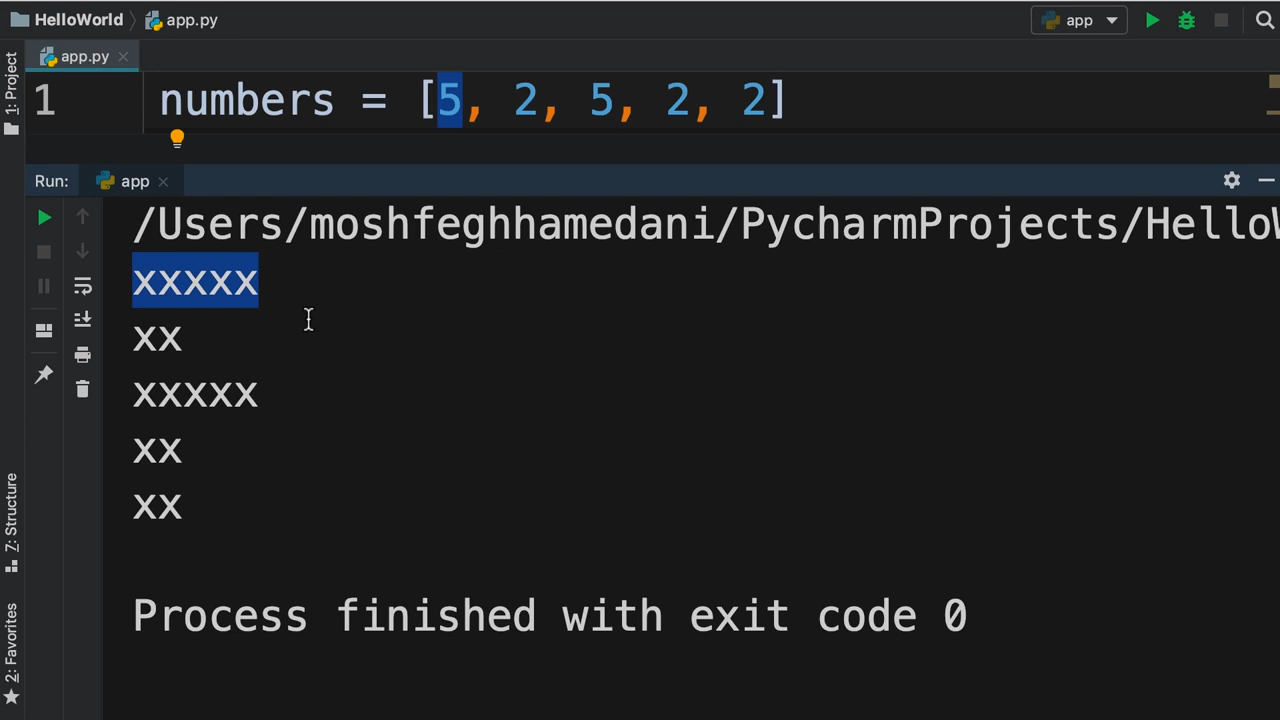 HelloWorld app.py app
1: Project
app.py
1 numbers = [5, 2, 5, 2, 2]
Run: app
/Users/moshfeghhamedani/PycharmProjects/HelloW
xxxxx
xx
xxxxx
xx
xx
Process finished with exit code 0
7: Structure
2: Favorites